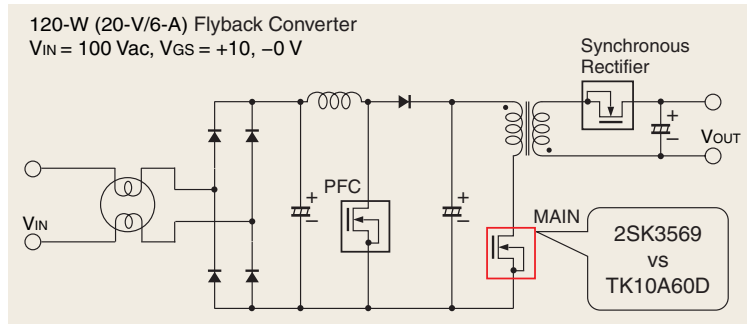 120-W (20-V/6-A) Flyback Converter
VIN = 100 Vac, VGS = +10, −0 V
Synchronous
Rectifier
+
−
VOUT
PFC
+
−
+
−
MAIN
VIN
2SK3569
vs
TK10A60D